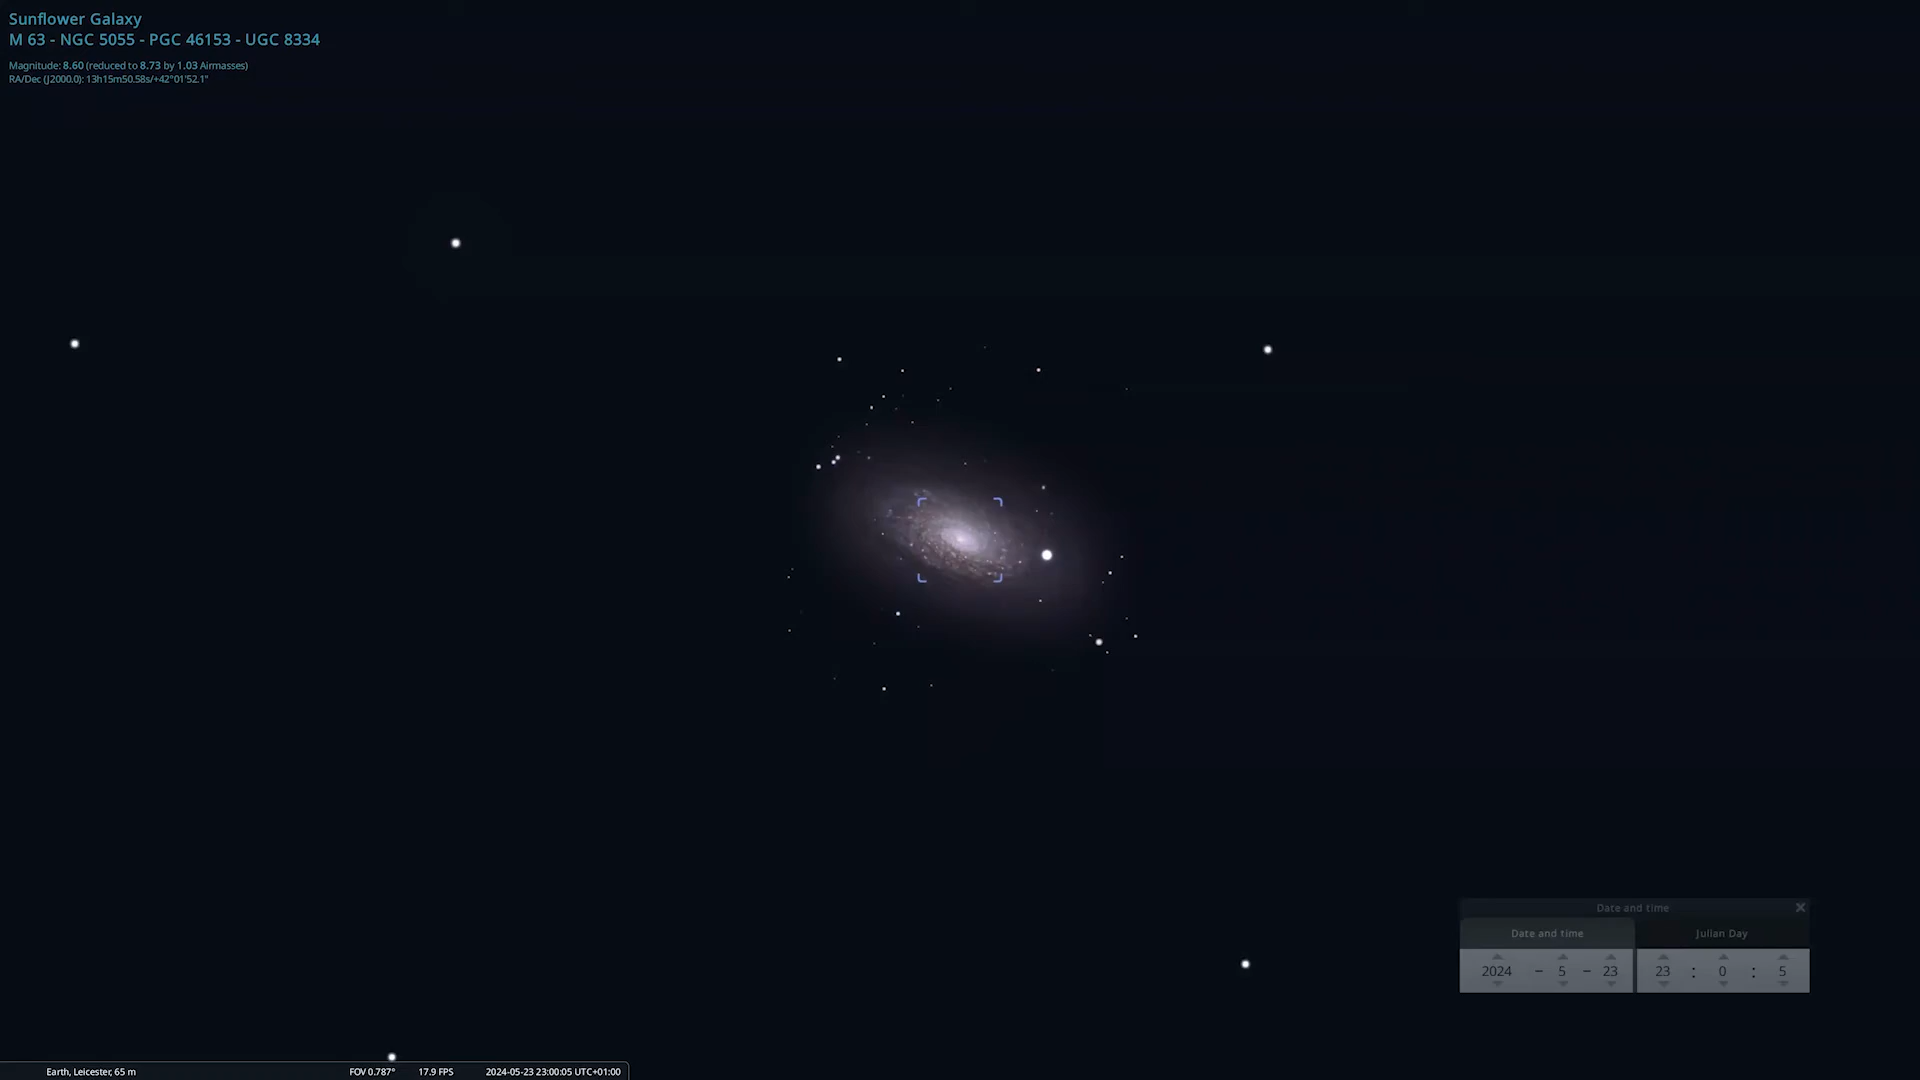 Sunflower Galaxy
M 63 - NGC 5055 - PGC 46153 - UGC 8334
Magnitude: 8.60 (reduced to 8.73 by 1.03 Airmasses)
RA/Dec (J2000.0): 13h15m50.58s/+42°01'52.1"
Date and time
Date and time Julian Day
2024 - 5 - 23 23 : 0 : 5
Earth, Leicester, 65 m FOV 0.787° 17.9 FPS 2024-05-23 23:00:05 UTC+01:00